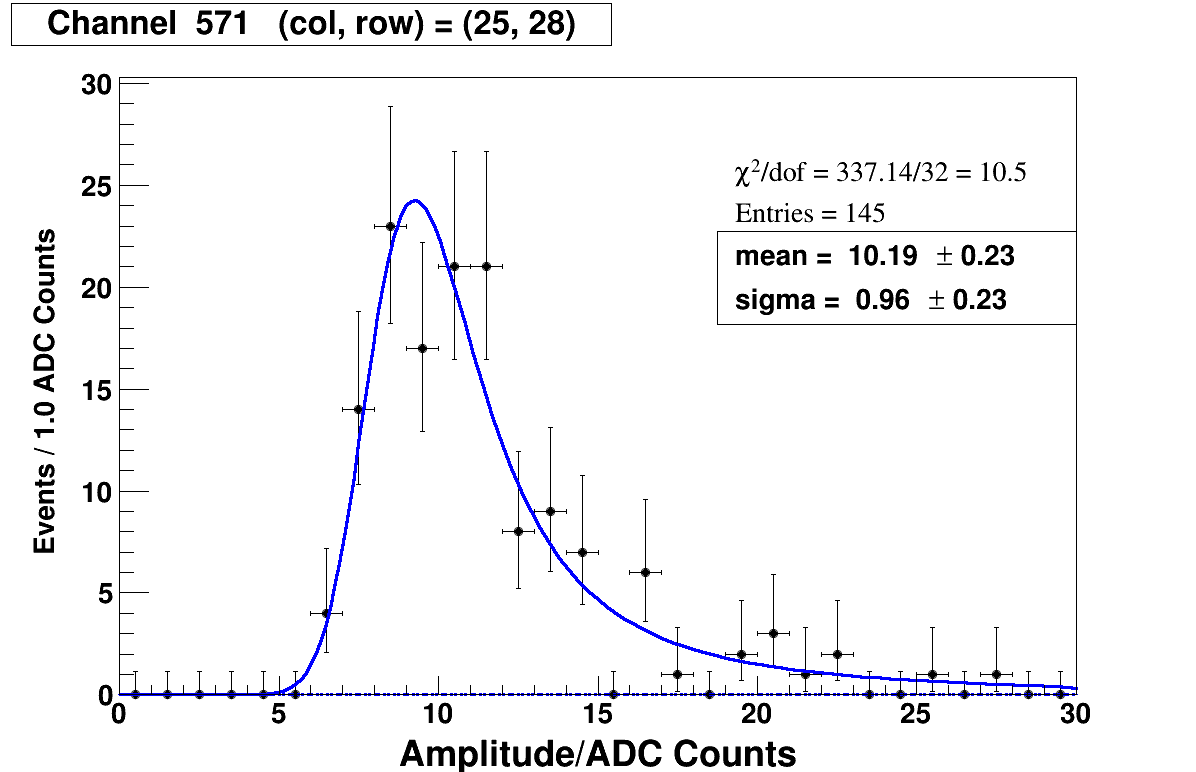 Channel 571 (col, row) = (25, 28)
30
25
20
15
10
5
0
Events / 1.0 ADC Counts
χ²/dof = 337.14/32 = 10.5
Entries = 145
mean = 10.19 ± 0.23
sigma = 0.96 ± 0.23
0 5 10 15 20 25 30
Amplitude/ADC Counts